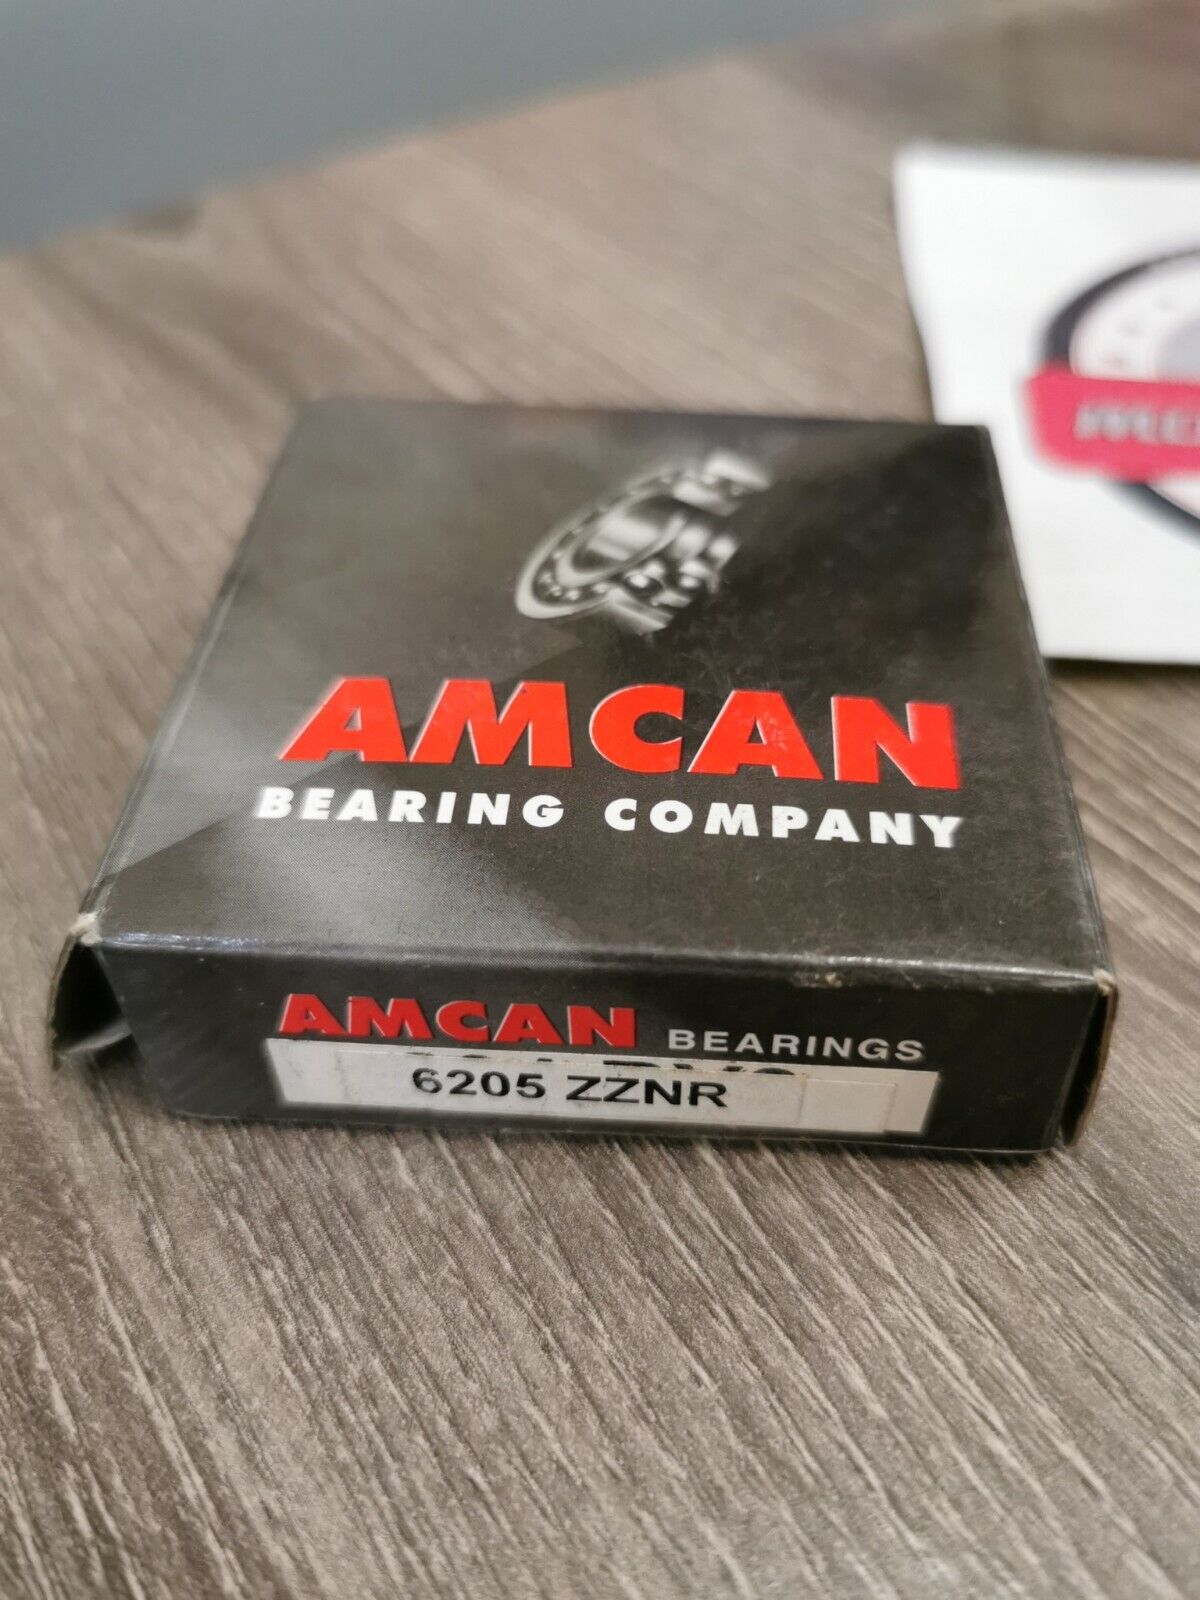 AMCAN
BEARING COMPANY
AMCAN BEARINGS
6205 ZZNR